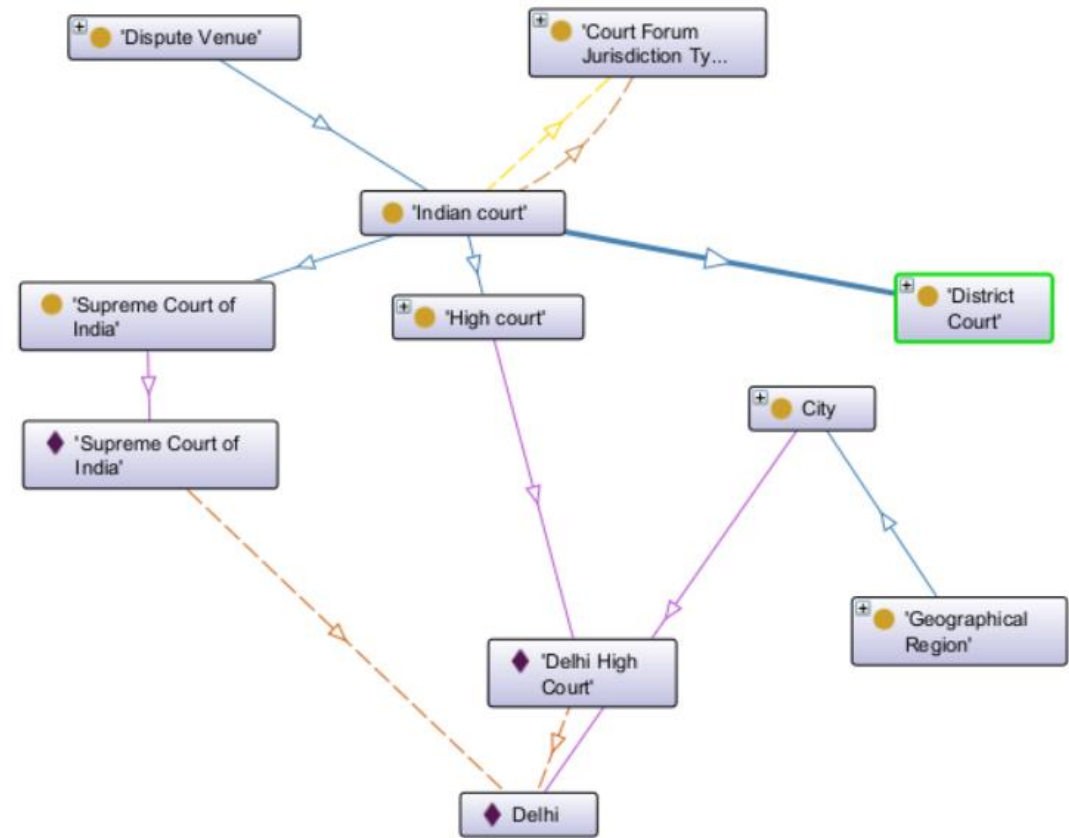 'Dispute Venue'
'Court Forum
Jurisdiction Ty...
'Indian court'
'Supreme Court of
India'
'High court'
'District
Court'
City
'Supreme Court of
India'
'Geographical
Region'
'Delhi High
Court'
Delhi